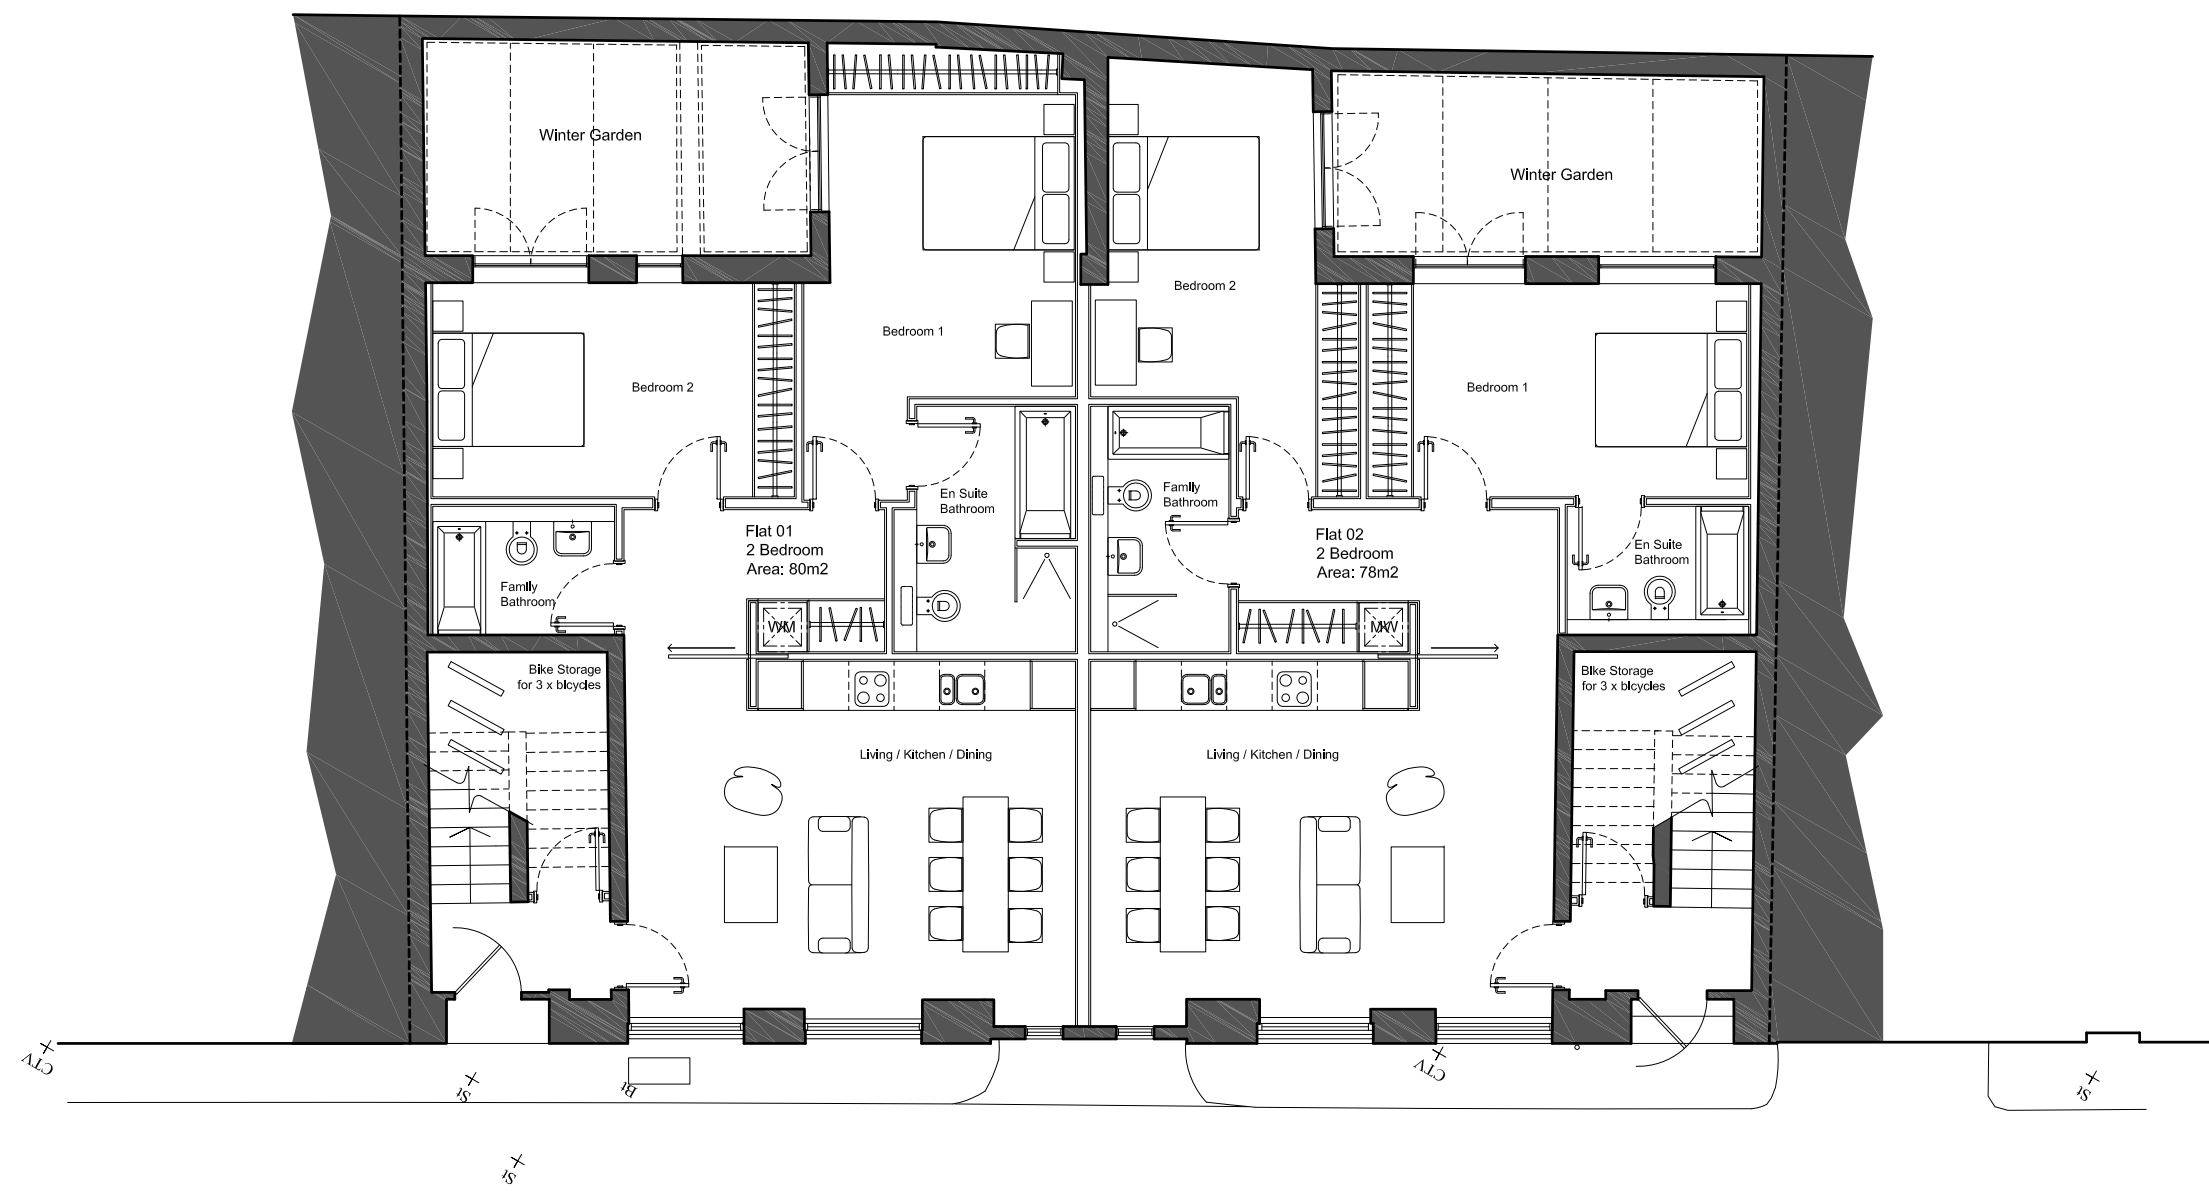 Winter Garden
Winter Garden
Bedroom 2
Bedroom 1
Bedroom 2
Bedroom 1
En Suite
Bathroom
Family
Bathroom
Flat 01
2 Bedroom
Area: 80m2
Flat 02
2 Bedroom
Area: 78m2
En Suite
Bathroom
Family
Bathroom
WM
WM
Bike Storage
for 3 x bicycles
Bike Storage
for 3 x bicycles
Living / Kitchen / Dining
Living / Kitchen / Dining
CTV
St
Bt
CTV
St
St